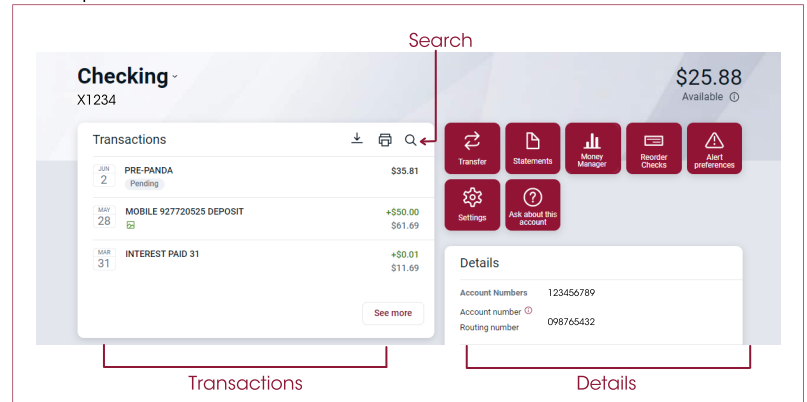 Search
Checking
X1234
$25.88
Available
Transactions
JUN
2
PRE-PANDA
Pending
$35.81
MAY
28
MOBILE 927720525 DEPOSIT
+$50.00
$61.69
MAR
31
INTEREST PAID 31
+$0.01
$11.69
See more
Transfer
Statements
Money
Manager
Reorder
Checks
Alert
preferences
Settings
Ask about this
account
Details
Account Numbers 123456789
Account number
Routing number 098765432
Transactions
Details